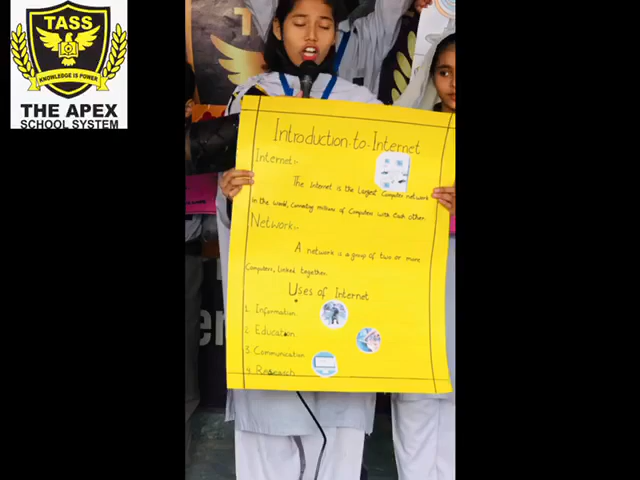 TASS
KNOWLEDGE IS POWER
THE APEX
SCHOOL SYSTEM
Introduction to Internet
Internet:-
The Internet is the Largest Computer network
in the World, Connecting millions of Computers with each other.
Network:-
A network is a group of two or more
Computers, Linked together.
Uses of Internet
1. Information
2. Education
3 Communication
4 Research